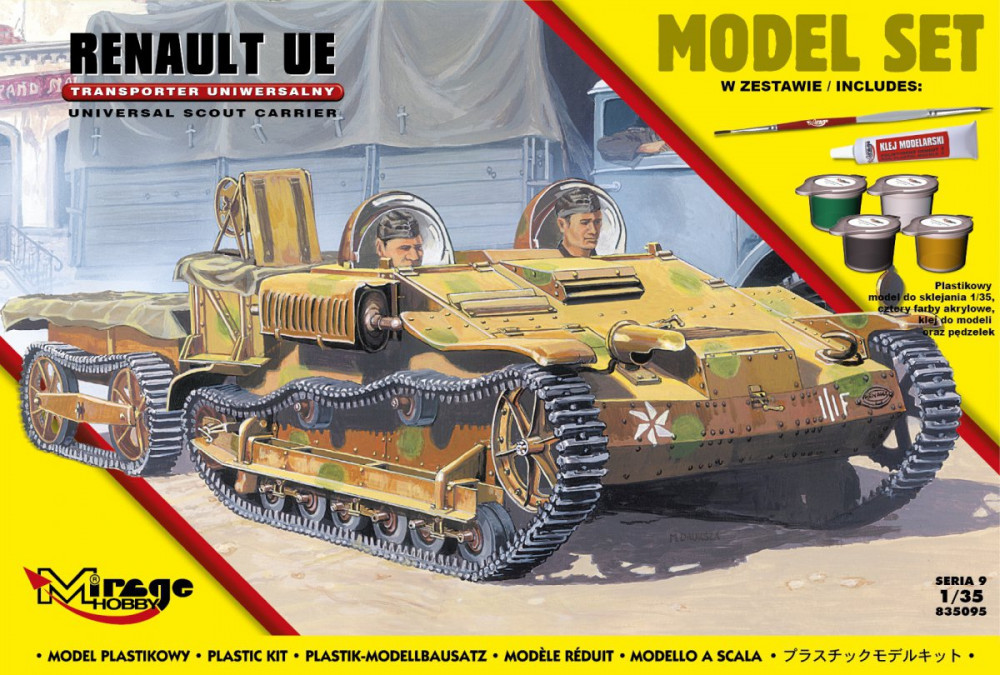 RENAULT UE
TRANSPORTER UNIWERSALNY
UNIVERSAL SCOUT CARRIER
MODEL SET
W ZESTAWIE / INCLUDES:
Mirage
KLEJ MODELARSKI
Plastikowy
model do sklejania 1/35,
cztery farby akrylowe,
klej do modeli
oraz pędzelek
III F
Mirage®
HOBBY
SERIA 9
1/35
835095
• MODEL PLASTIKOWY • PLASTIC KIT • PLASTIK-MODELLBAUSATZ • MODÈLE RÉDUIT • MODELLO A SCALA • プラスチックモデルキット •